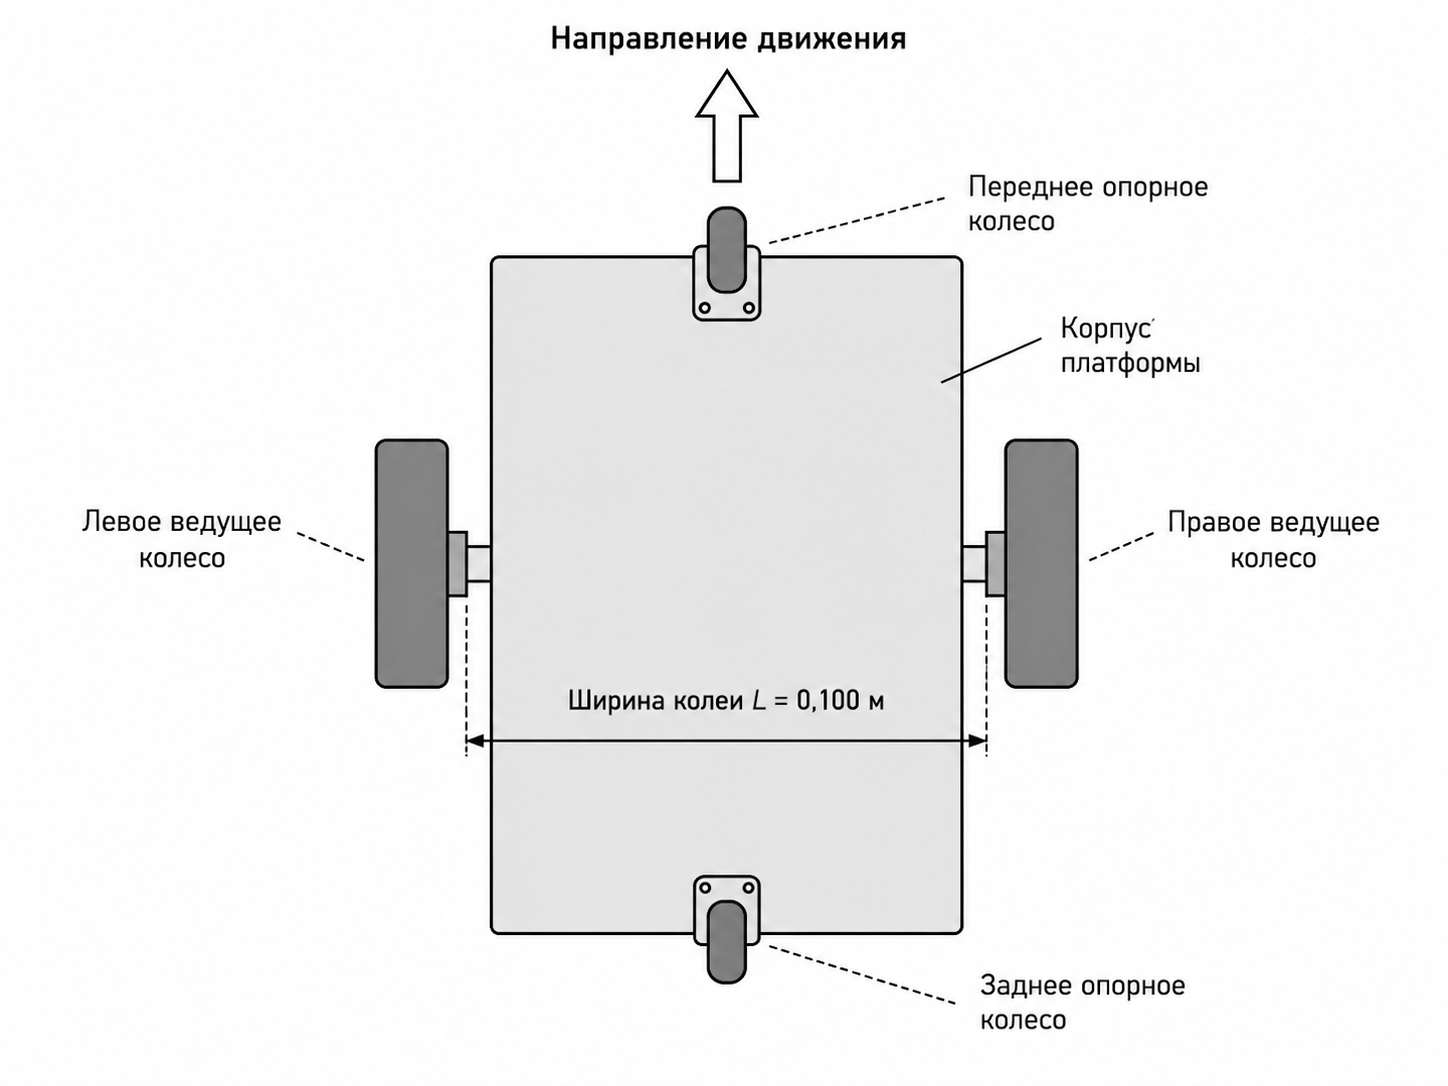 Направление движения
Переднее опорное
колесо
Корпус
платформы
Левое ведущее
колесо
Правое ведущее
колесо
Ширина колеи L = 0,100 м
Заднее опорное
колесо